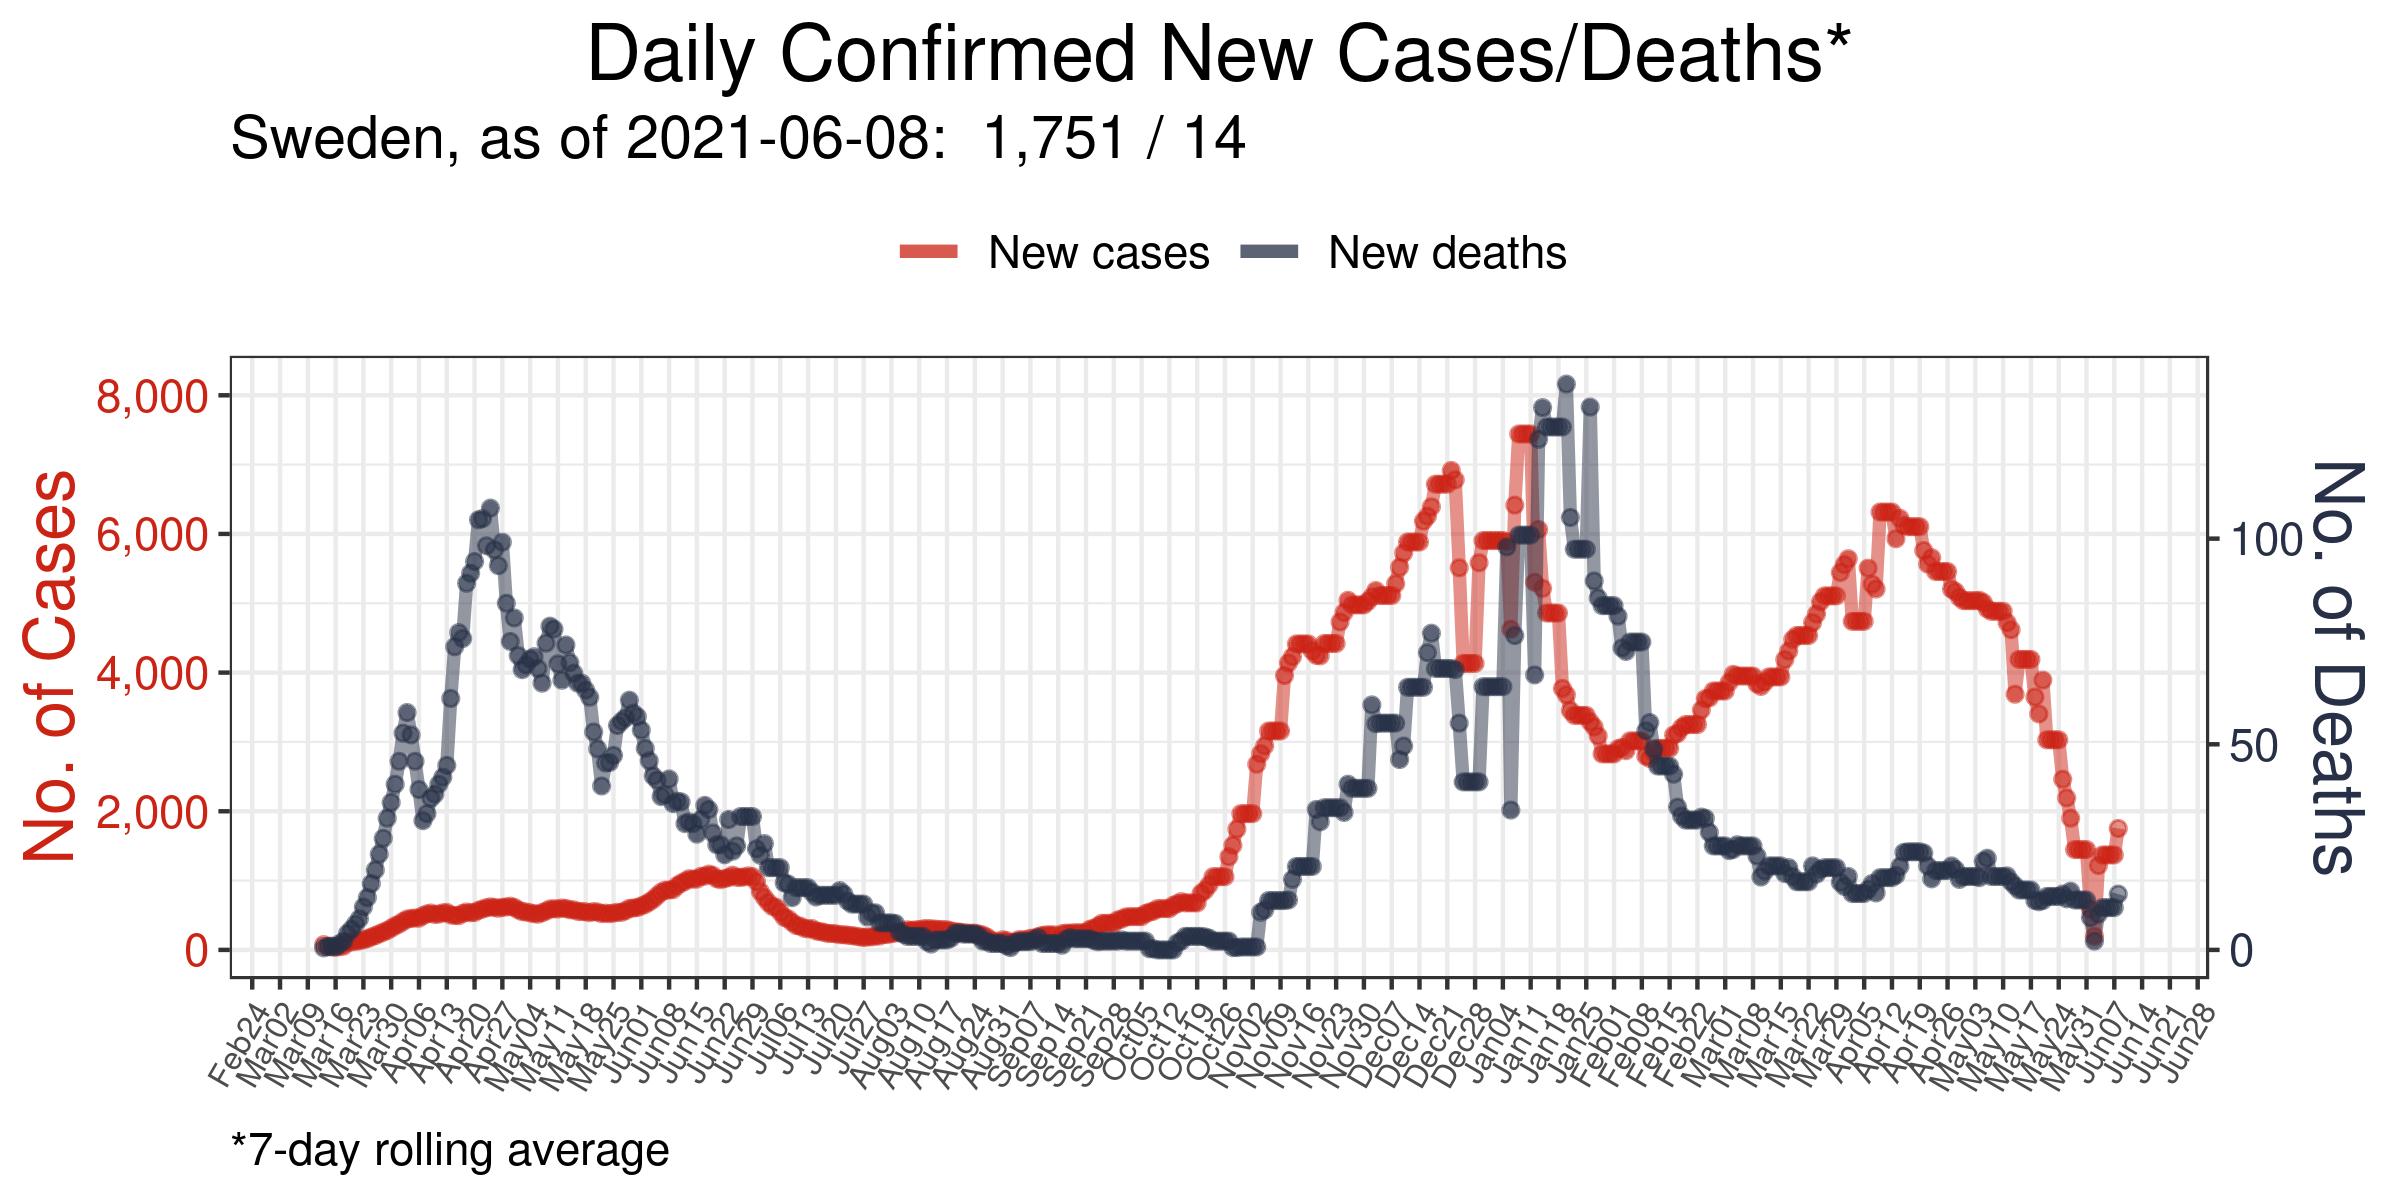 Daily Confirmed New Cases/Deaths*
Sweden, as of 2021-06-08:  1,751 / 14
New cases
New deaths
No. of Cases
8,000
6,000
4,000
2,000
0
100
50
0
No. of Deaths
Feb24
Mar02
Mar09
Mar16
Mar23
Mar30
Apr06
Apr13
Apr20
Apr27
May04
May11
May18
May25
Jun01
Jun08
Jun15
Jun22
Jun29
Jul06
Jul13
Jul20
Jul27
Aug03
Aug10
Aug17
Aug24
Aug31
Sep07
Sep14
Sep21
Sep28
Oct05
Oct12
Oct19
Oct26
Nov02
Nov09
Nov16
Nov23
Nov30
Dec07
Dec14
Dec21
Dec28
Jan04
Jan11
Jan18
Jan25
Feb01
Feb08
Feb15
Feb22
Mar01
Mar08
Mar15
Mar22
Mar29
Apr05
Apr12
Apr19
Apr26
May03
May10
May17
May24
May31
Jun07
Jun14
Jun21
Jun28
*7-day rolling average